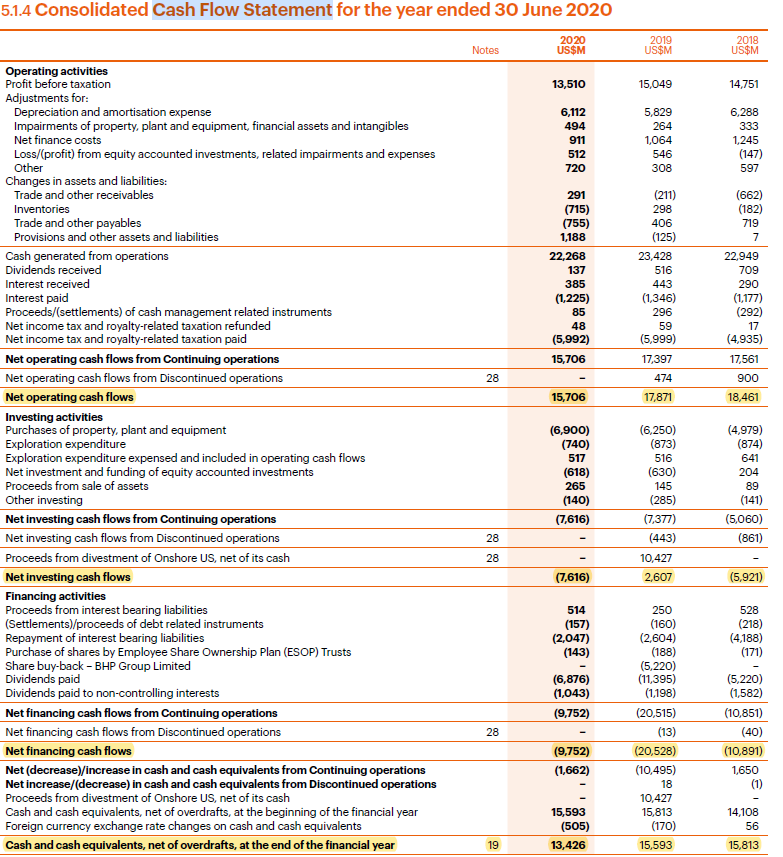 5.1.4 Consolidated Cash Flow Statement for the year ended 30 June 2020
Notes 2020 US$M 2019 US$M 2018 US$M
Operating activities
Profit before taxation 13,510 15,049 14,751
Adjustments for:
Depreciation and amortisation expense 6,112 5,829 6,288
Impairments of property, plant and equipment, financial assets and intangibles 494 264 333
Net finance costs 911 1,064 1,245
Loss/(profit) from equity accounted investments, related impairments and expenses 512 546 (147)
Other 720 308 597
Changes in assets and liabilities:
Trade and other receivables 291 (211) (662)
Inventories (715) 298 (182)
Trade and other payables (755) 406 719
Provisions and other assets and liabilities 1,188 (125) 7
Cash generated from operations 22,268 23,428 22,949
Dividends received 137 516 709
Interest received 385 443 290
Interest paid (1,225) (1,346) (1,177)
Proceeds/(settlements) of cash management related instruments 85 296 (292)
Net income tax and royalty-related taxation refunded 48 59 17
Net income tax and royalty-related taxation paid (5,992) (5,999) (4,935)
Net operating cash flows from Continuing operations 15,706 17,397 17,561
Net operating cash flows from Discontinued operations 28 – 474 900
Net operating cash flows 15,706 17,871 18,461
Investing activities
Purchases of property, plant and equipment (6,900) (6,250) (4,979)
Exploration expenditure (740) (873) (874)
Exploration expenditure expensed and included in operating cash flows 517 516 641
Net investment and funding of equity accounted investments (618) (630) 204
Proceeds from sale of assets 265 145 89
Other investing (140) (285) (141)
Net investing cash flows from Continuing operations (7,616) (7,377) (5,060)
Net investing cash flows from Discontinued operations 28 – (443) (861)
Proceeds from divestment of Onshore US, net of its cash 28 – 10,427 –
Net investing cash flows (7,616) 2,607 (5,921)
Financing activities
Proceeds from interest bearing liabilities 514 250 528
(Settlements)/proceeds of debt related instruments (157) (160) (218)
Repayment of interest bearing liabilities (2,047) (2,604) (4,188)
Purchase of shares by Employee Share Ownership Plan (ESOP) Trusts (143) (188) (171)
Share buy-back – BHP Group Limited – (5,220) –
Dividends paid (6,876) (11,395) (5,220)
Dividends paid to non-controlling interests (1,043) (1,198) (1,582)
Net financing cash flows from Continuing operations (9,752) (20,515) (10,851)
Net financing cash flows from Discontinued operations 28 – (13) (40)
Net financing cash flows (9,752) (20,528) (10,891)
Net (decrease)/increase in cash and cash equivalents from Continuing operations (1,662) (10,495) 1,650
Net increase/(decrease) in cash and cash equivalents from Discontinued operations – 18 (1)
Proceeds from divestment of Onshore US, net of its cash – 10,427 –
Cash and cash equivalents, net of overdrafts, at the beginning of the financial year 15,593 15,813 14,108
Foreign currency exchange rate changes on cash and cash equivalents (505) (170) 56
Cash and cash equivalents, net of overdrafts, at the end of the financial year 19 13,426 15,593 15,813